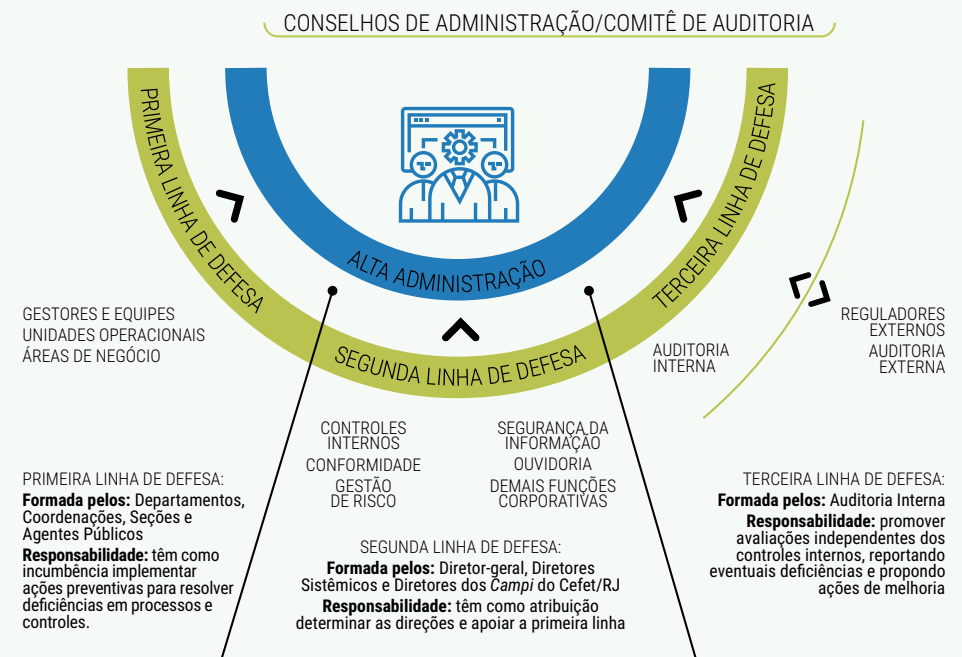 CONSELHOS DE ADMINISTRAÇÃO/COMITÊ DE AUDITORIA
PRIMEIRA LINHA DE DEFESA
ALTA ADMINISTRAÇÃO
SEGUNDA LINHA DE DEFESA
TERCEIRA LINHA DE DEFESA
GESTORES E EQUIPES
UNIDADES OPERACIONAIS
ÁREAS DE NEGÓCIO
AUDITORIA
INTERNA
REGULADORES
EXTERNOS
AUDITORIA
EXTERNA
CONTROLES
INTERNOS
CONFORMIDADE
GESTÃO
DE RISCO
SEGURANÇA DA
INFORMAÇÃO
OUVIDORIA
DEMAIS FUNÇÕES
CORPORATIVAS
PRIMEIRA LINHA DE DEFESA:
Formada pelos: Departamentos,
Coordenações, Seções e
Agentes Públicos
Responsabilidade: têm como
incumbência implementar
ações preventivas para resolver
deficiências em processos e
controles.
SEGUNDA LINHA DE DEFESA:
Formada pelos: Diretor-geral, Diretores
Sistêmicos e Diretores dos Campi do Cefet/RJ
Responsabilidade: têm como atribuição
determinar as direções e apoiar a primeira linha
TERCEIRA LINHA DE DEFESA:
Formada pelos: Auditoria Interna
Responsabilidade: promover
avaliações independentes dos
controles internos, reportando
eventuais deficiências e propondo
ações de melhoria